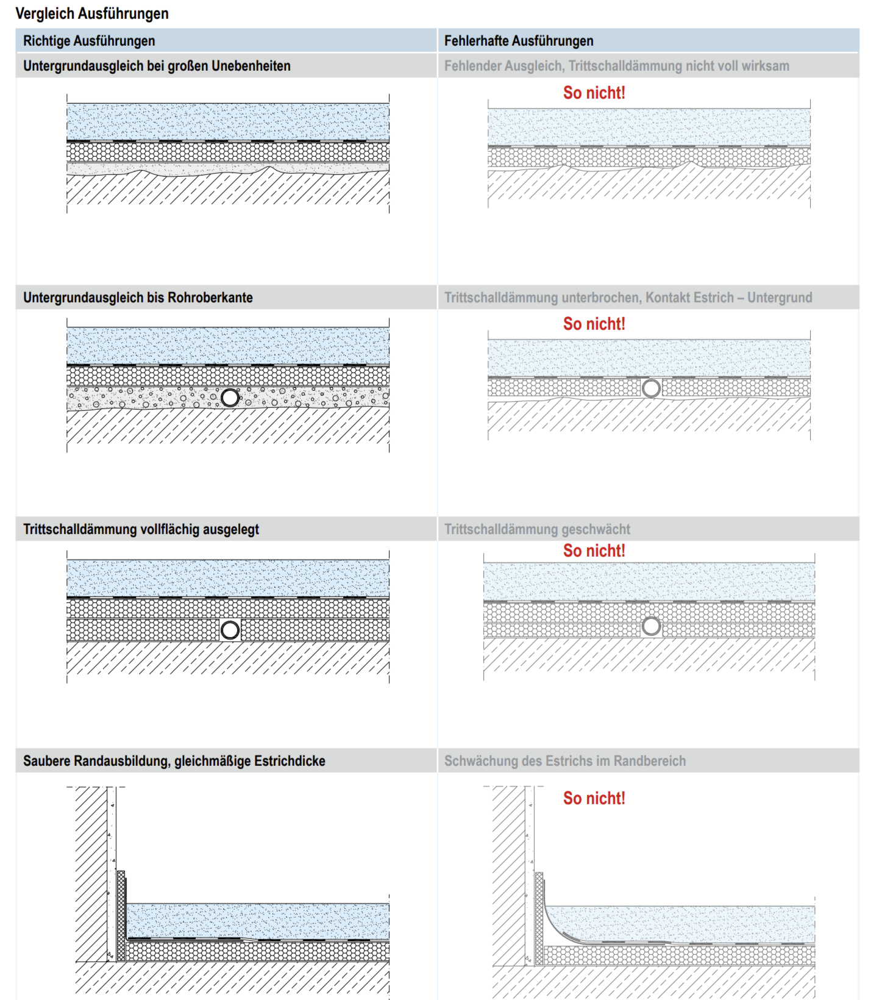 Vergleich Ausführungen
Richtige Ausführungen
Fehlerhafte Ausführungen
Untergrundausgleich bei großen Unebenheiten
Fehlender Ausgleich, Trittschalldämmung nicht voll wirksam
So nicht!
Untergrundausgleich bis Rohroberkante
Trittschalldämmung unterbrochen, Kontakt Estrich – Untergrund
So nicht!
Trittschalldämmung vollflächig ausgelegt
Trittschalldämmung geschwächt
So nicht!
Saubere Randausbildung, gleichmäßige Estrichdicke
Schwächung des Estrichs im Randbereich
So nicht!